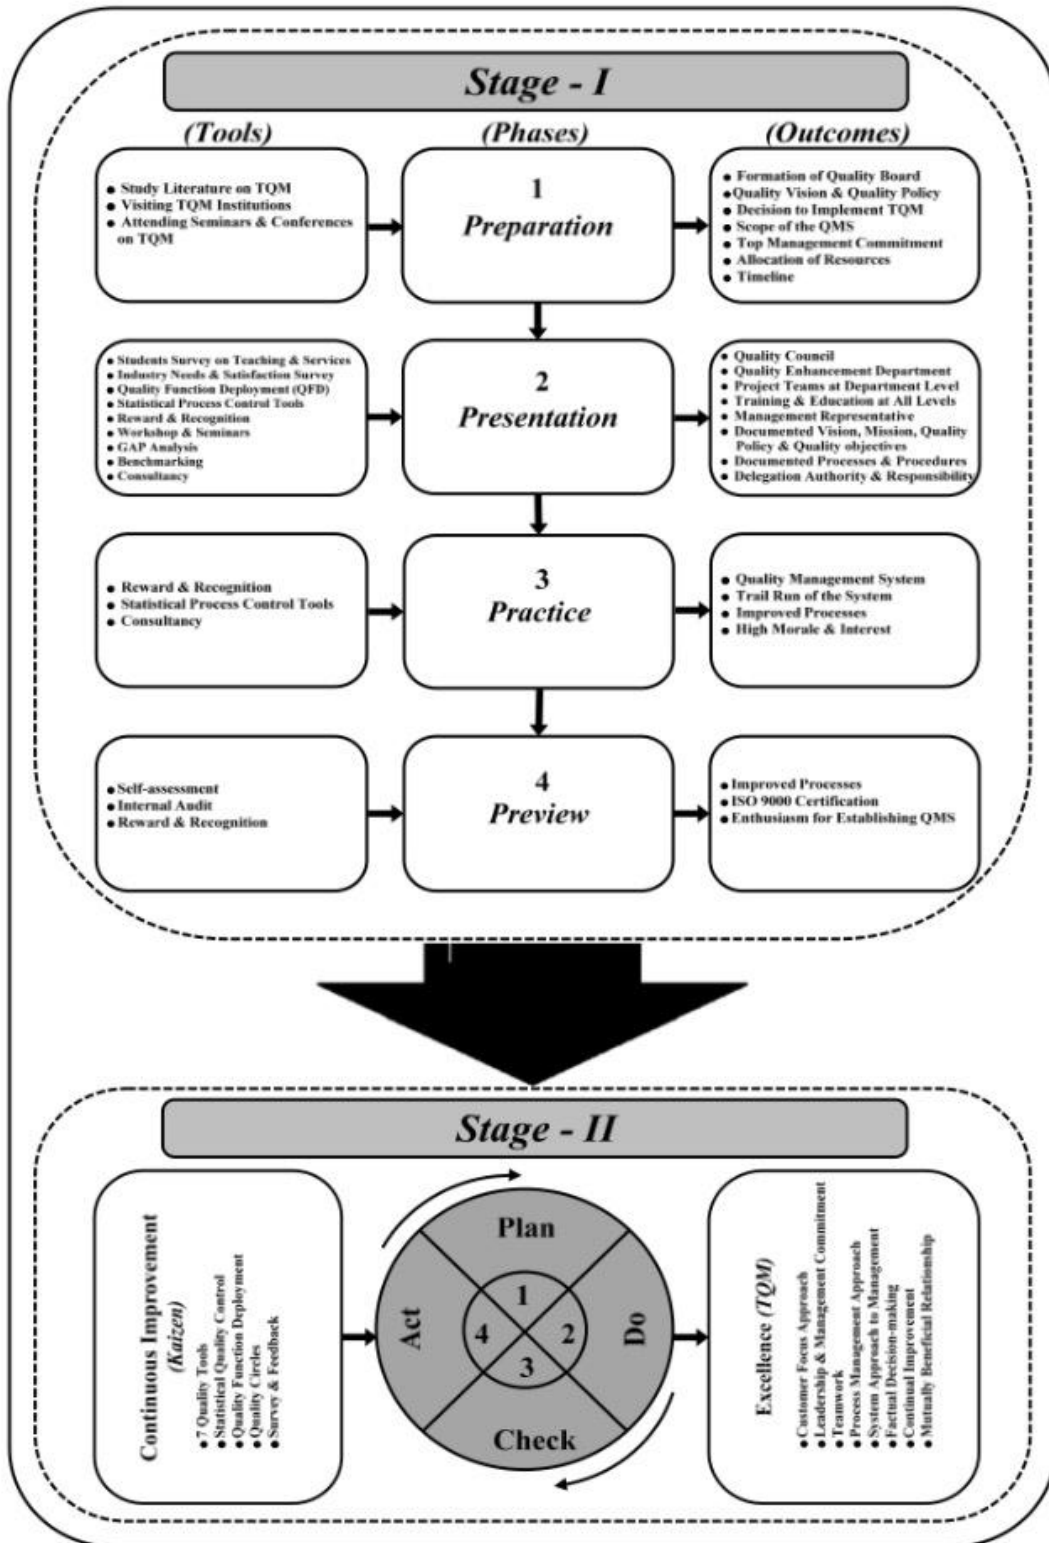 Stage - I
(Tools)
(Phases)
(Outcomes)
● Study Literature on TQM
● Visiting TQM Institutions
● Attending Seminars & Conferences
on TQM
1
Preparation
● Formation of Quality Board
●Quality Vision & Quality Policy
● Decision to Implement TQM
● Scope of the QMS
● Top Management Commitment
● Allocation of Resources
● Timeline
● Students Survey on Teaching & Services
● Industry Needs & Satisfaction Survey
● Quality Function Deployment (QFD)
● Statistical Process Control Tools
● Reward & Recognition
● Workshop & Seminars
● GAP Analysis
● Benchmarking
● Consultancy
2
Presentation
● Quality Council
● Quality Enhancement Department
● Project Teams at Department Level
● Training & Education at All Levels
● Management Representative
● Documented Vision, Mission, Quality
Policy & Quality objectives
● Documented Processes & Procedures
● Delegation Authority & Responsibility
● Reward & Recognition
● Statistical Process Control Tools
● Consultancy
3
Practice
● Quality Management System
● Trail Run of the System
● Improved Processes
● High Morale & Interest
● Self-assessment
● Internal Audit
● Reward & Recognition
4
Preview
● Improved Processes
● ISO 9000 Certification
● Enthusiasm for Establishing QMS
Stage - II
Continuous Improvement
(Kaizen)
● 7 Quality Tools
● Statistical Quality Control
● Quality Function Deployment
● Quality Circles
● Survey & Feedback
Plan
Do
Check
Act
1
2
3
4
Excellence (TQM)
● Customer Focus Approach
● Leadership & Management Commitment
● Teamwork
● Process Management Approach
● System Approach to Management
● Factual Decision-making
● Continual Improvement
● Mutually Beneficial Relationship